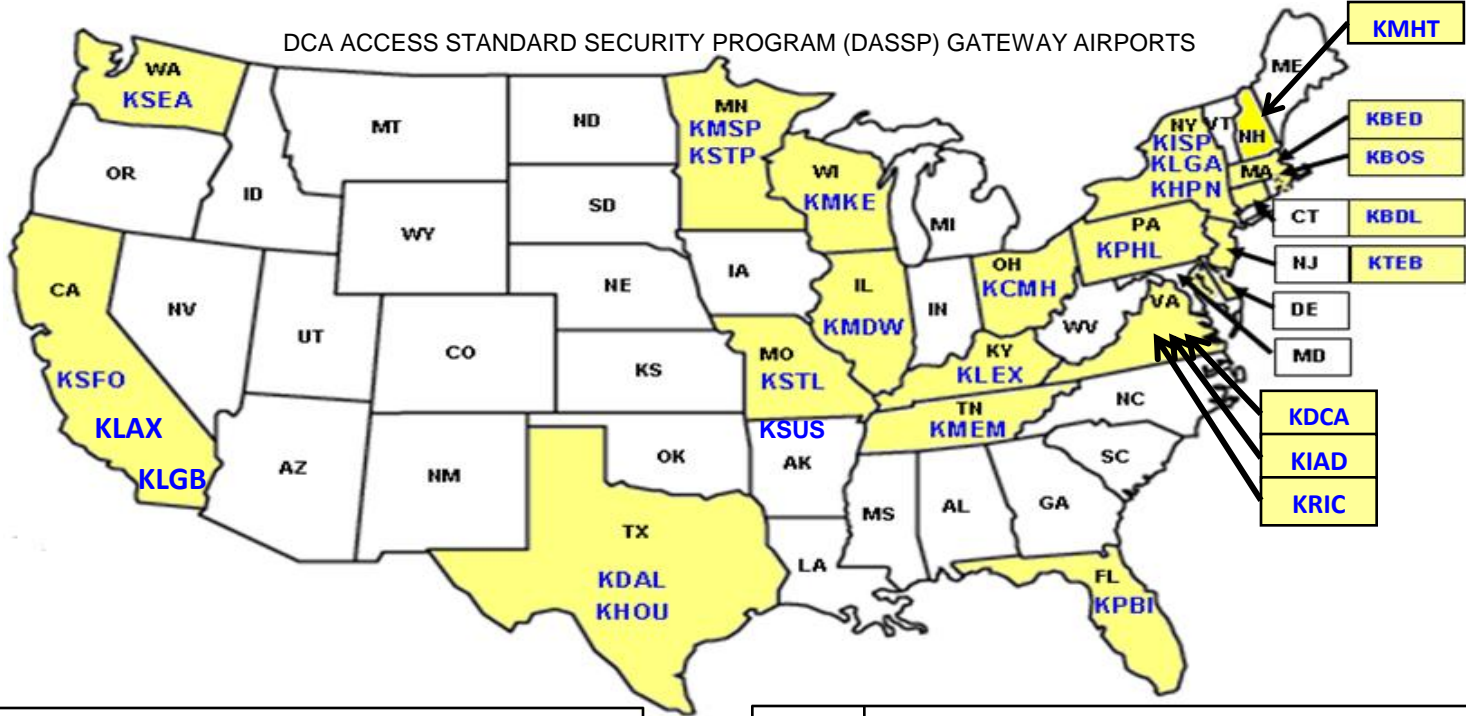 DCA ACCESS STANDARD SECURITY PROGRAM (DASSP) GATEWAY AIRPORTS
KMHT
WA
KSEA
MT
ND
MN
KMSP
KSTP
ME
NY
VT
NH
KISP
KLGA
KHPN
MA
KBED
KBOS
OR
ID
WY
SD
WI
KMKE
MI
CT
KBDL
PA
KPHL
NJ
KTEB
CA
NV
UT
CO
NE
IA
IL
KMDW
IN
OH
KCMH
WV
VA
DE
MD
KSFO
KLAX
KLGB
KS
MO
KSTL
KSUS
KY
KLEX
TN
KMEM
NC
KDCA
KIAD
KRIC
AZ
NM
OK
AK
SC
MS
AL
GA
TX
KDAL
KHOU
LA
FL
KPBI